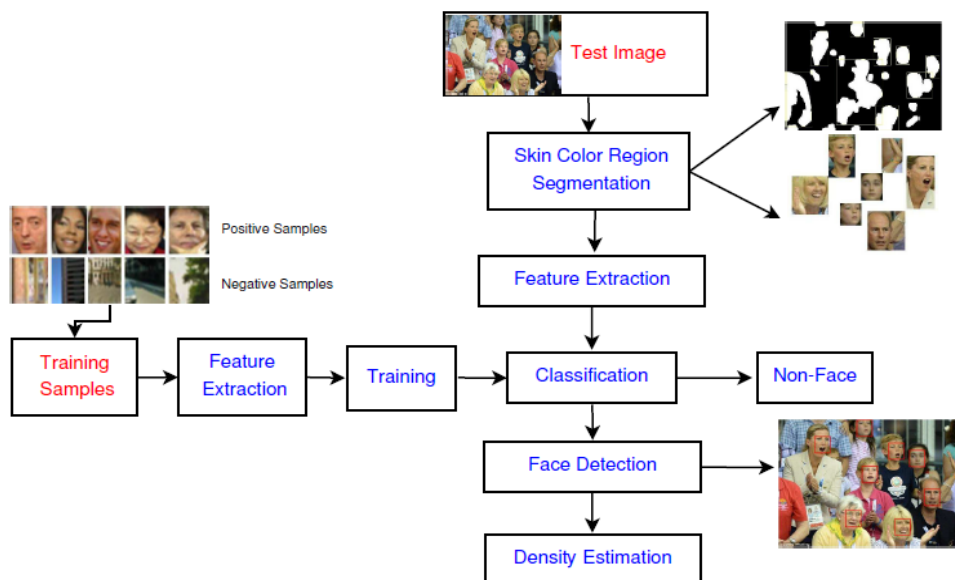 Test Image
Skin Color Region
Segmentation
Positive Samples
Negative Samples
Feature Extraction
Training
Samples
Feature
Extraction
Training
Classification
Non-Face
Face Detection
Density Estimation